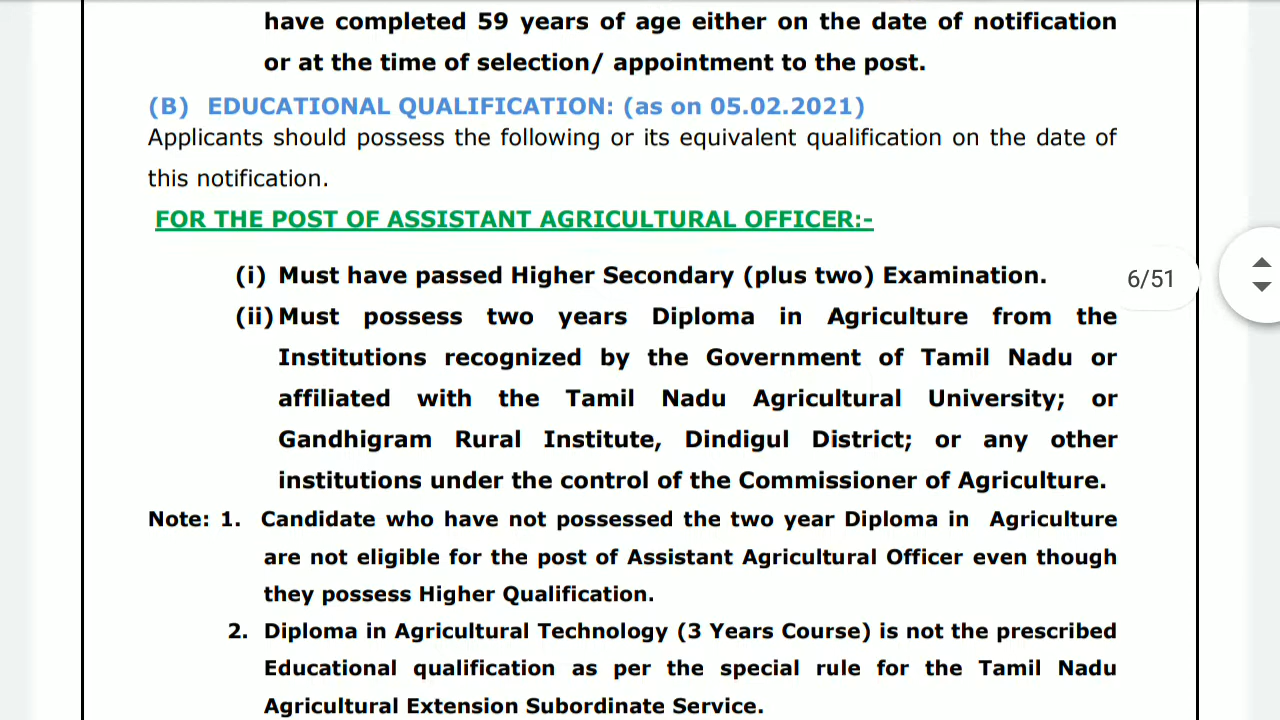 have completed 59 years of age either on the date of notification
or at the time of selection/ appointment to the post.
(B) EDUCATIONAL QUALIFICATION: (as on 05.02.2021)
Applicants should possess the following or its equivalent qualification on the date of
this notification.
FOR THE POST OF ASSISTANT AGRICULTURAL OFFICER:-
(i) Must have passed Higher Secondary (plus two) Examination.
6/51
(ii) Must possess two years Diploma in Agriculture from the
Institutions recognized by the Government of Tamil Nadu or
affiliated with the Tamil Nadu Agricultural University; or
Gandhigram Rural Institute, Dindigul District; or any other
institutions under the control of the Commissioner of Agriculture.
Note: 1. Candidate who have not possessed the two year Diploma in Agriculture
are not eligible for the post of Assistant Agricultural Officer even though
they possess Higher Qualification.
2. Diploma in Agricultural Technology (3 Years Course) is not the prescribed
Educational qualification as per the special rule for the Tamil Nadu
Agricultural Extension Subordinate Service.